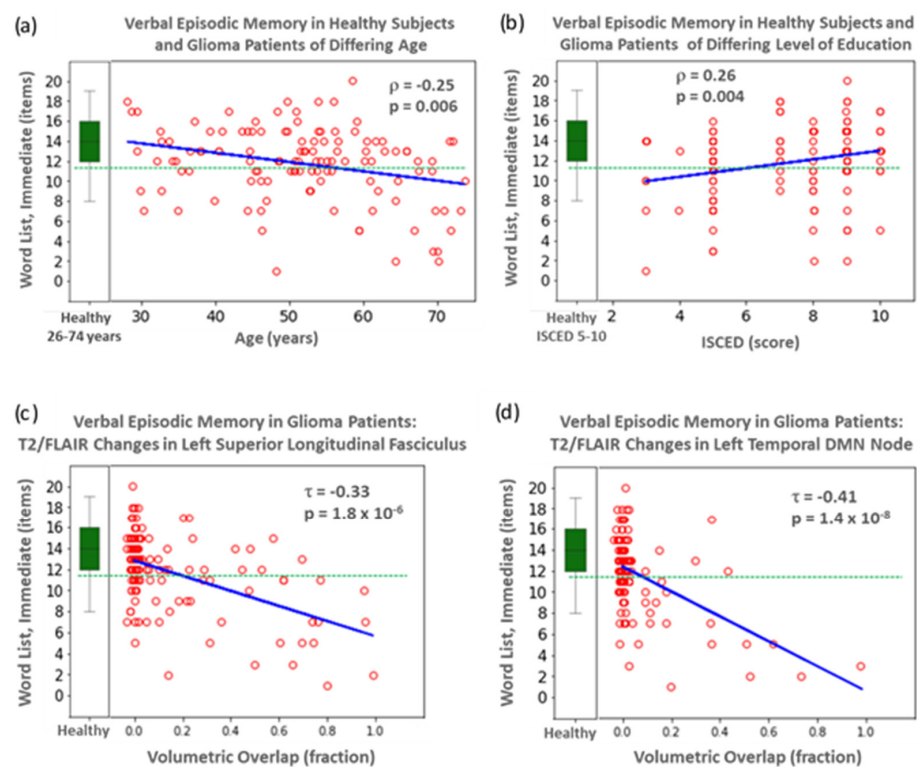 (a)
Verbal Episodic Memory in Healthy Subjects
and Glioma Patients of Differing Age
Word List, Immediate (items)
20
18
16
14
12
10
8
6
4
2
0
ρ = -0.25
p = 0.006
Healthy
26-74 years
30 40 50 60 70
Age (years)
(b)
Verbal Episodic Memory in Healthy Subjects and
Glioma Patients of Differing Level of Education
Word List, Immediate (items)
20
18
16
14
12
10
8
6
4
2
0
ρ = 0.26
p = 0.004
Healthy
ISCED 5-10
2 4 6 8 10
ISCED (score)
(c)
Verbal Episodic Memory in Glioma Patients:
T2/FLAIR Changes in Left Superior Longitudinal Fasciculus
Word List, Immediate (items)
20
18
16
14
12
10
8
6
4
2
0
τ = -0.33
p = 1.8 x 10⁻⁶
Healthy
0.0 0.2 0.4 0.6 0.8 1.0
Volumetric Overlap (fraction)
(d)
Verbal Episodic Memory in Glioma Patients:
T2/FLAIR Changes in Left Temporal DMN Node
Word List, Immediate (items)
20
18
16
14
12
10
8
6
4
2
0
τ = -0.41
p = 1.4 x 10⁻⁸
Healthy
0.0 0.2 0.4 0.6 0.8 1.0
Volumetric Overlap (fraction)